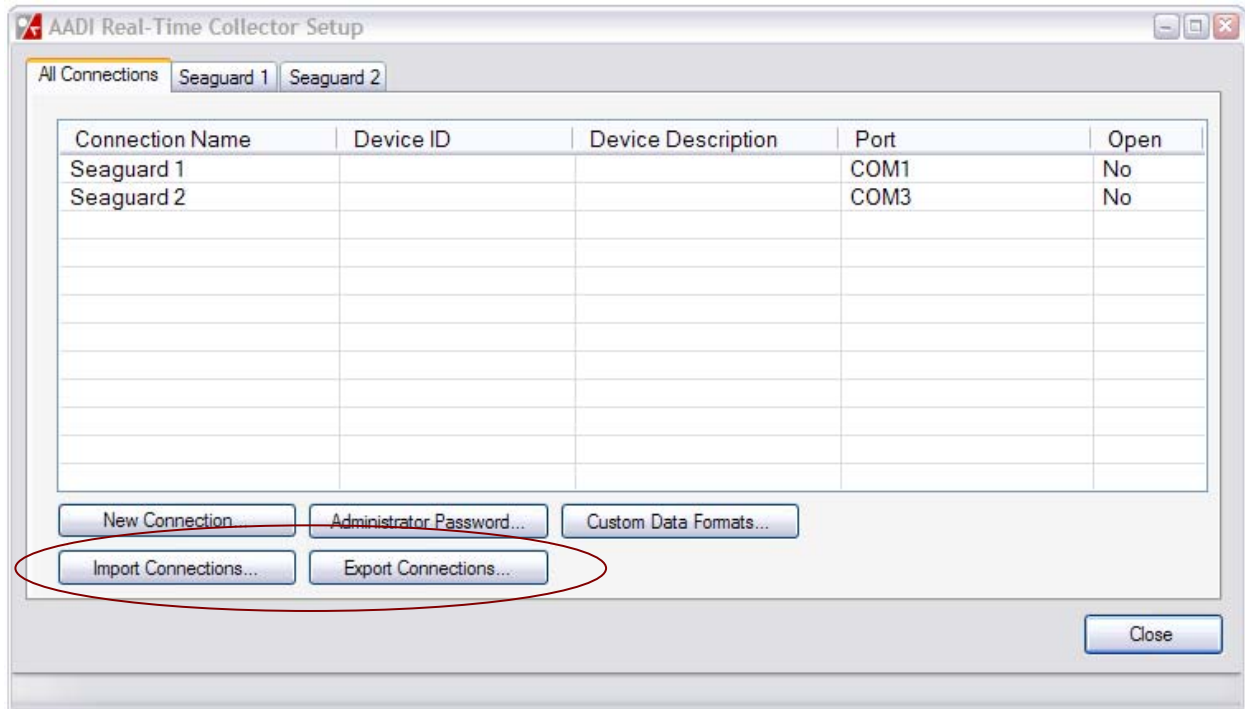 AADI Real-Time Collector Setup
All Connections Seaguard 1 Seaguard 2
Connection Name Device ID Device Description Port Open
Seaguard 1 COM1 No
Seaguard 2 COM3 No
New Connection... Administrator Password... Custom Data Formats...
Import Connections... Export Connections...
Close